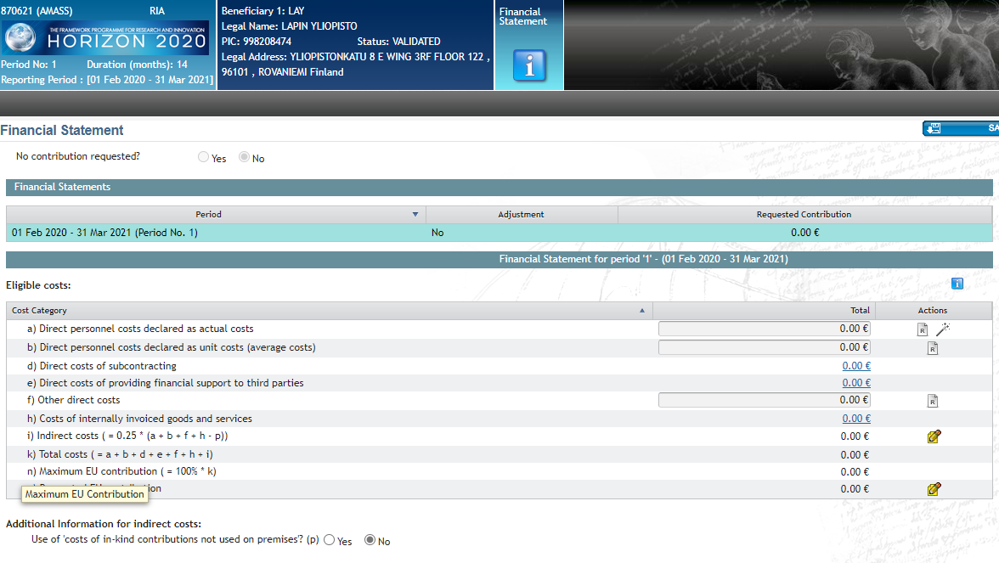 870621 (AMASS) RIA
THE FRAMEWORK PROGRAMME FOR RESEARCH AND INNOVATION
HORIZON 2020
Period No: 1 Duration (months): 14
Reporting Period : [01 Feb 2020 - 31 Mar 2021]
Beneficiary 1: LAY
Legal Name: LAPIN YLIOPISTO
PIC: 998208474 Status: VALIDATED
Legal Address: YLIOPISTONKATU 8 E WING 3RF FLOOR 122 ,
96101 , ROVANIEMI Finland
Financial
Statement
i
Financial Statement
SA
No contribution requested? Yes No
Financial Statements
Period Adjustment Requested Contribution
01 Feb 2020 - 31 Mar 2021 (Period No. 1) No 0.00 €
Financial Statement for period '1' - (01 Feb 2020 - 31 Mar 2021)
Eligible costs: i
Cost Category Total Actions
a) Direct personnel costs declared as actual costs 0.00 € R
b) Direct personnel costs declared as unit costs (average costs) 0.00 € R
d) Direct costs of subcontracting 0.00 €
e) Direct costs of providing financial support to third parties 0.00 €
f) Other direct costs 0.00 € R
h) Costs of internally invoiced goods and services 0.00 €
i) Indirect costs ( = 0.25 * (a + b + f + h - p)) 0.00 €
k) Total costs ( = a + b + d + e + f + h + i) 0.00 €
n) Maximum EU contribution ( = 100% * k) 0.00 €
0.00 €
Maximum EU Contribution
Additional Information for indirect costs:
Use of 'costs of in-kind contributions not used on premises'? (p) Yes No